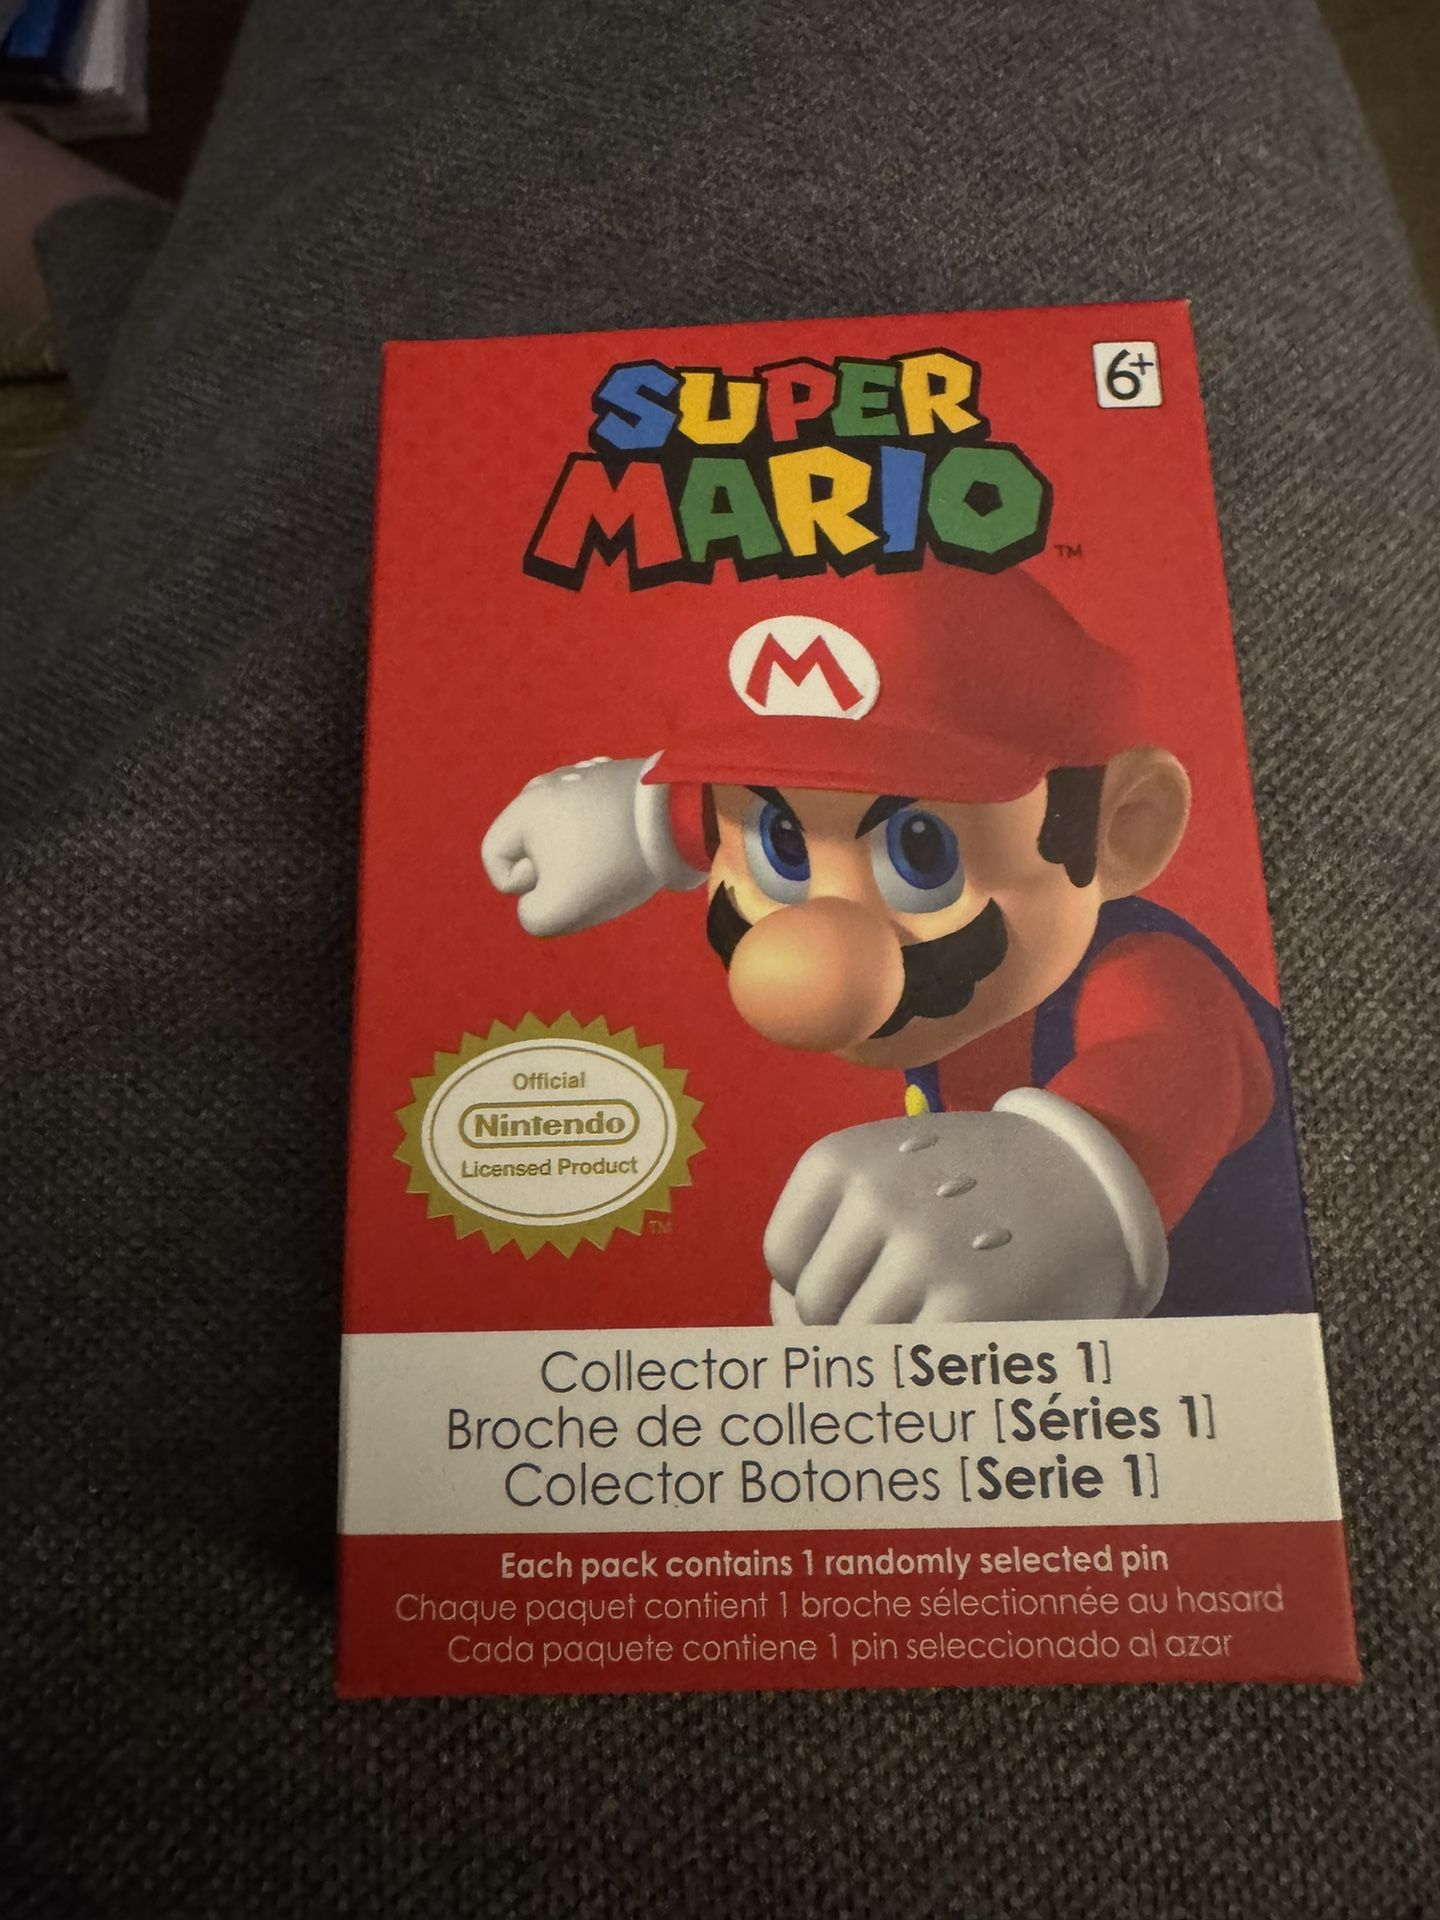 SUPER
MARIO™
6+
M
Official
Nintendo
Licensed Product
™
Collector Pins [Series 1]
Broche de collecteur [Séries 1]
Colector Botones [Serie 1]
Each pack contains 1 randomly selected pin
Chaque paquet contient 1 broche sélectionnée au hasard
Cada paquete contiene 1 pin seleccionado al azar